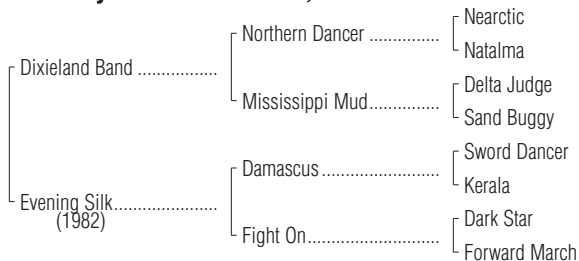 Northern Dancer ...............
Nearctic
Natalma
Dixieland Band .................
Mississippi Mud...............
Delta Judge
Sand Buggy
Damascus.........................
Sword Dancer
Kerala
Evening Silk......................
(1982)
Fight On............................
Dark Star
Forward March